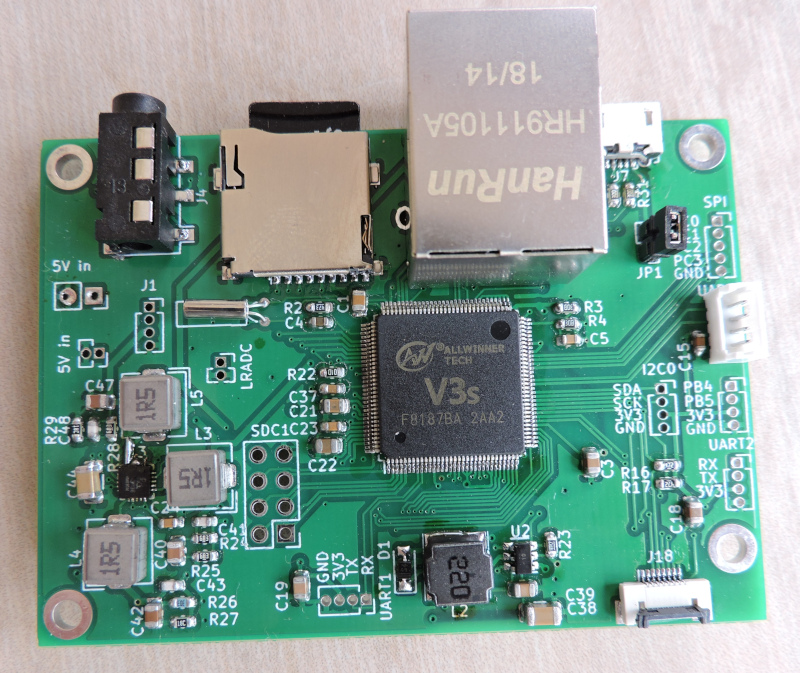 HanRun
HR911105A
18/14
J4
J7
R31
SPI
JP1
PC3
GND
5V in
J1
5V in
LRADC
R2
C4
C1
R3
R4
C5
C15
ALLWINNER
TECH
V3s
F8187BA 2AA2
R22
C37
C21
C23
C22
SDC1
C47
R29
C48
R28
1R5
L5
L3
1R5
L4
1R5
I2C0
SDA
SCK
3V3
GND
PB4
PB5
3V3
GND
UART2
RX
TX
3V3
C3
R16
R17
C18
J18
C40
C41
R25
C43
R26
R27
C42
C19
GND
3V3
TX
RX
UART1
D1
220
U2
R23
C39
C38